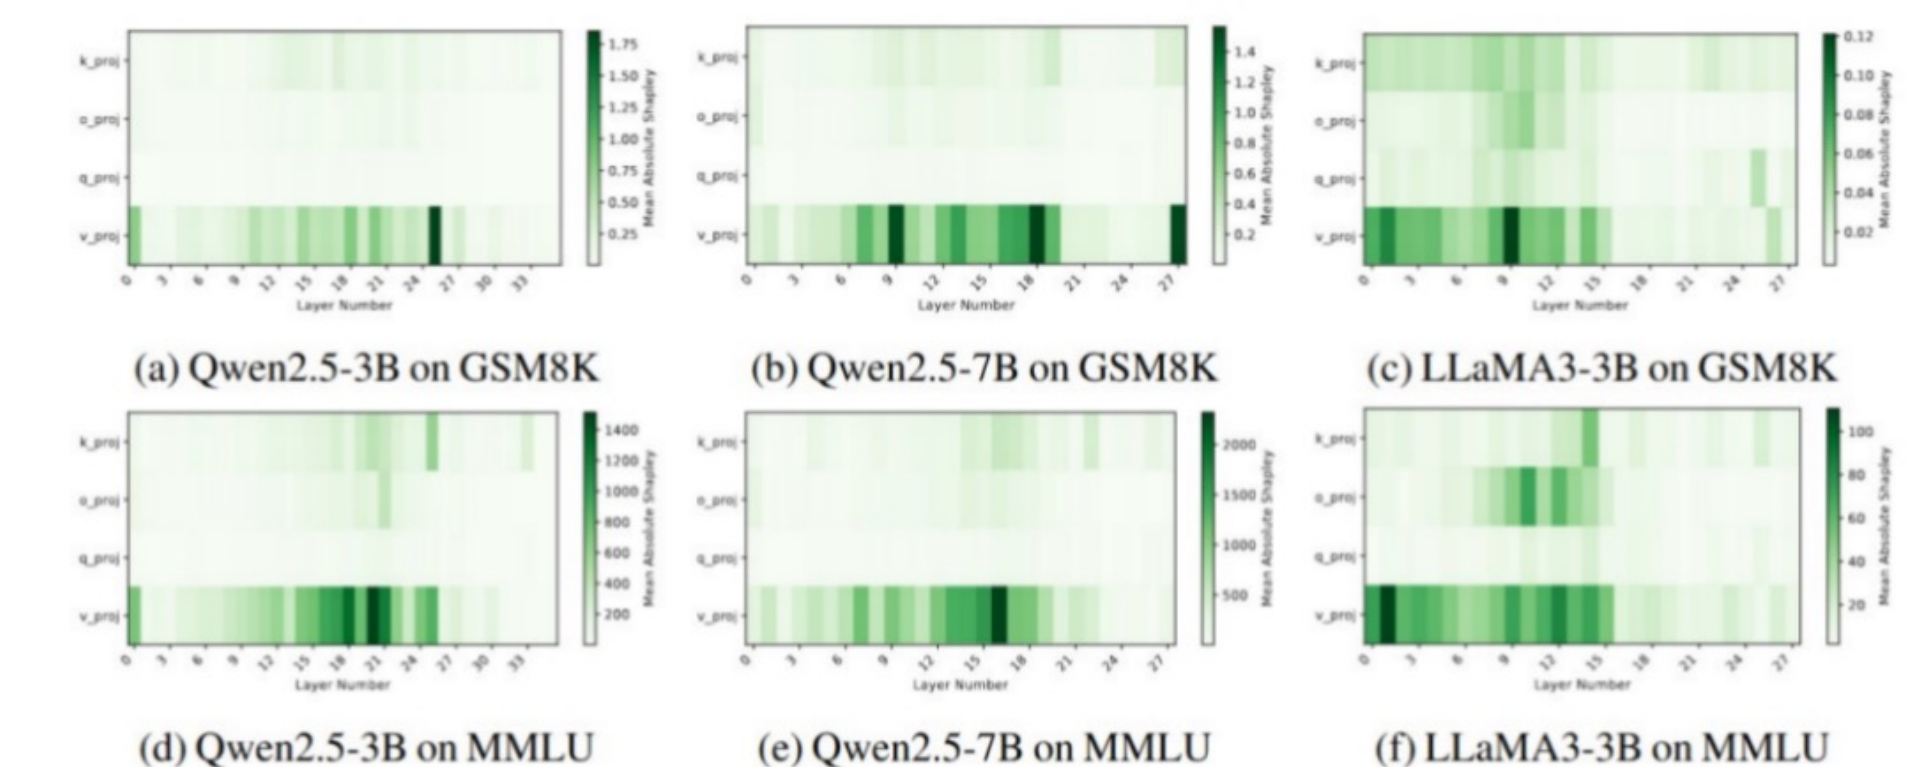 k_proj
o_proj
q_proj
v_proj
0 3 6 9 12 15 18 21 24 27 30 33
Layer Number
1.75
1.50
1.25
1.00
0.75
0.50
0.25
Mean Absolute Shapley
k_proj
o_proj
q_proj
v_proj
0 3 6 9 12 15 18 21 24 27
Layer Number
1.4
1.2
1.0
0.8
0.6
0.4
0.2
Mean Absolute Shapley
k_proj
o_proj
q_proj
v_proj
0 3 6 9 12 15 18 21 24 27
Layer Number
0.12
0.10
0.08
0.06
0.04
0.02
Mean Absolute Shapley
(a) Qwen2.5-3B on GSM8K
(b) Qwen2.5-7B on GSM8K
(c) LLaMA3-3B on GSM8K
k_proj
o_proj
q_proj
v_proj
0 3 6 9 12 15 18 21 24 27 30 33
Layer Number
1400
1200
1000
800
600
400
200
Mean Absolute Shapley
k_proj
o_proj
q_proj
v_proj
0 3 6 9 12 15 18 21 24 27
Layer Number
2000
1500
1000
500
Mean Absolute Shapley
k_proj
o_proj
q_proj
v_proj
0 3 6 9 12 15 18 21 24 27
Layer Number
100
80
60
40
20
Mean Absolute Shapley
(d) Qwen2.5-3B on MMLU
(e) Qwen2.5-7B on MMLU
(f) LLaMA3-3B on MMLU